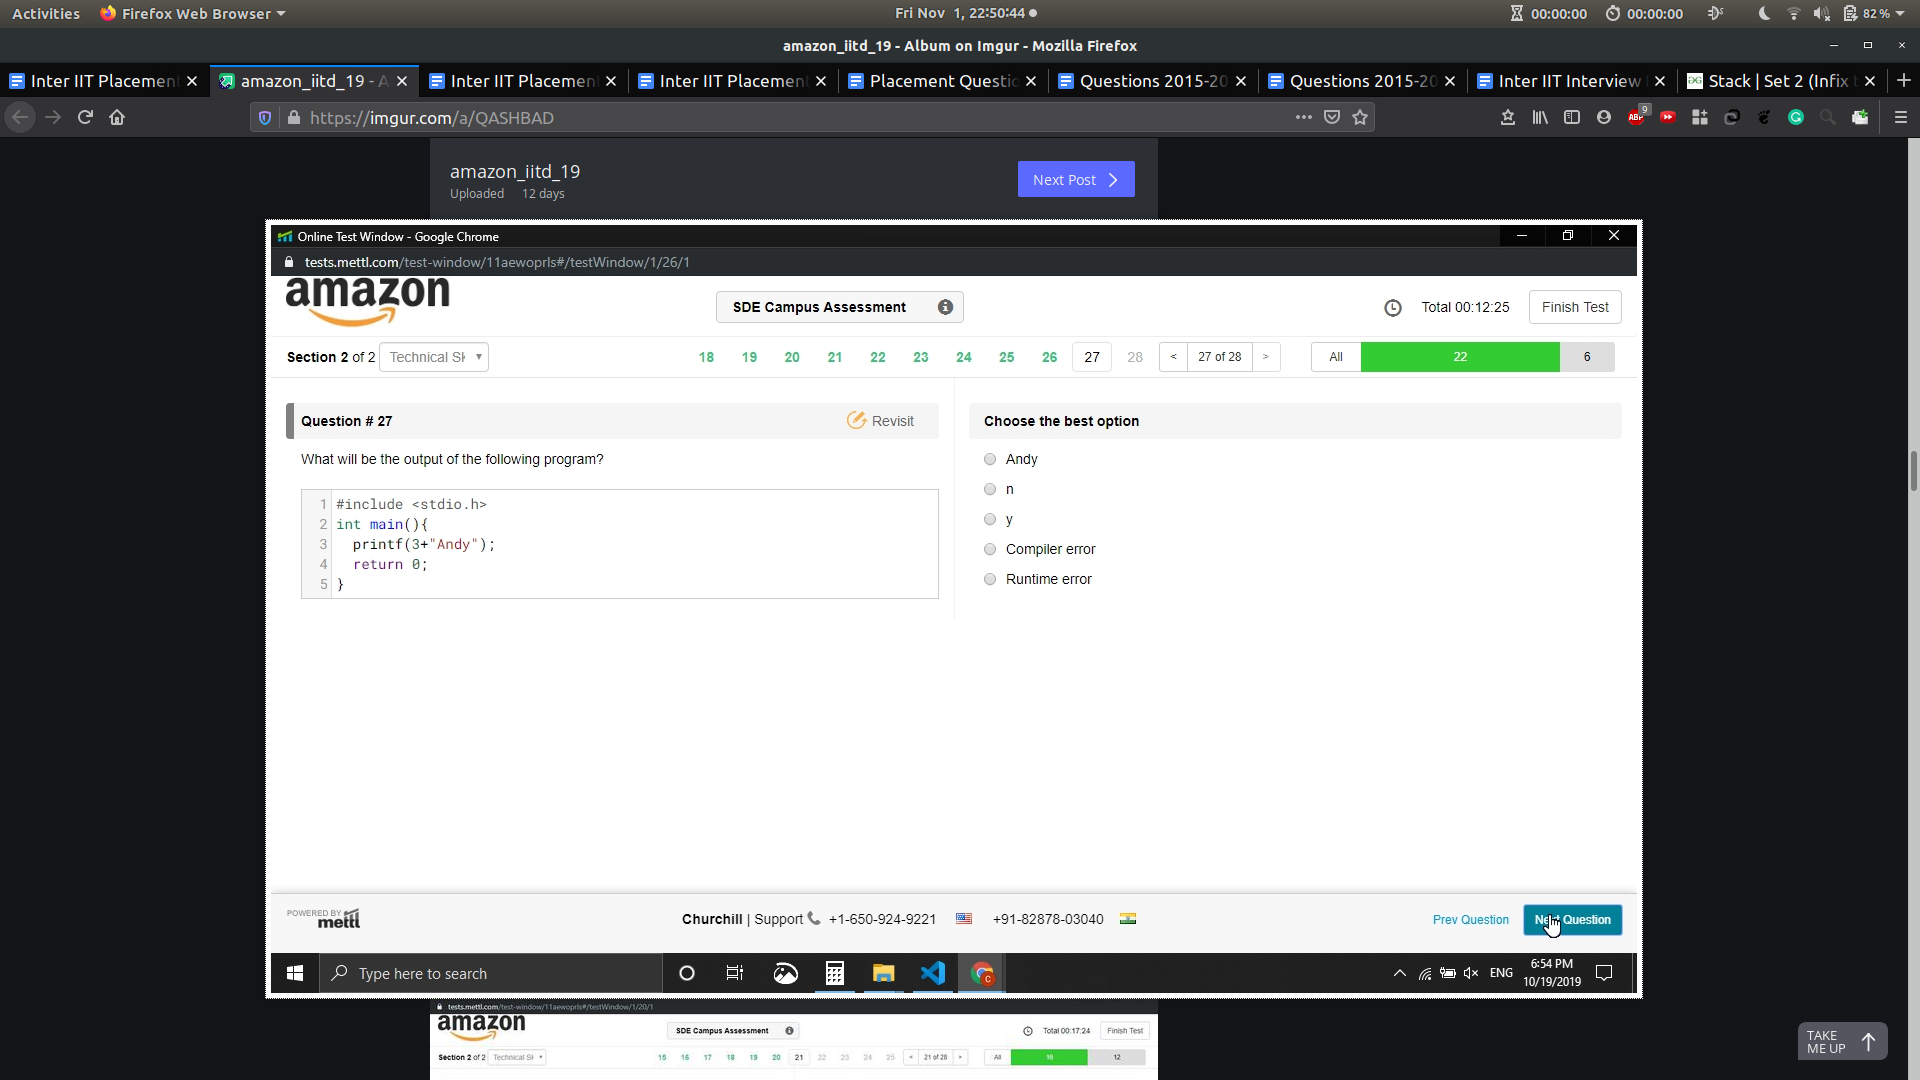 Activities Firefox Web Browser Fri Nov 1, 22:50:44 00:00:00 00:00:00 82%
amazon_iitd_19 - Album on Imgur - Mozilla Firefox
Inter IIT Placement amazon_iitd_19 - A Inter IIT Placement Inter IIT Placement Placement Questio Questions 2015-20 Questions 2015-20 Inter IIT Interview Stack | Set 2 (Infix t
https://imgur.com/a/QASHBAD ABP 9
amazon_iitd_19
Uploaded 12 days
Next Post
Online Test Window - Google Chrome
tests.mettl.com/test-window/11aewoprls#/testWindow/1/26/1
amazon
SDE Campus Assessment
Total 00:12:25 Finish Test
Section 2 of 2 Technical Sk 18 19 20 21 22 23 24 25 26 27 28 < 27 of 28 > All 22 6
Question # 27 Revisit
Choose the best option
What will be the output of the following program?
1 #include <stdio.h>
2 int main(){
3 printf(3+"Andy");
4 return 0;
5 }
Andy
n
y
Compiler error
Runtime error
POWERED BY
mettl
Churchill | Support +1-650-924-9221 +91-82878-03040
Prev Question Next Question
Type here to search
ENG 6:54 PM
10/19/2019
tests.mettl.com/test-window/11aewoprls#/testWindow/1/20/1
amazon
SDE Campus Assessment Total 00:17:24 Finish Test
Section 2 of 2 Technical Sk 15 16 17 18 19 20 21 22 23 24 25 < 21 of 28 > All 16 12
TAKE
ME UP